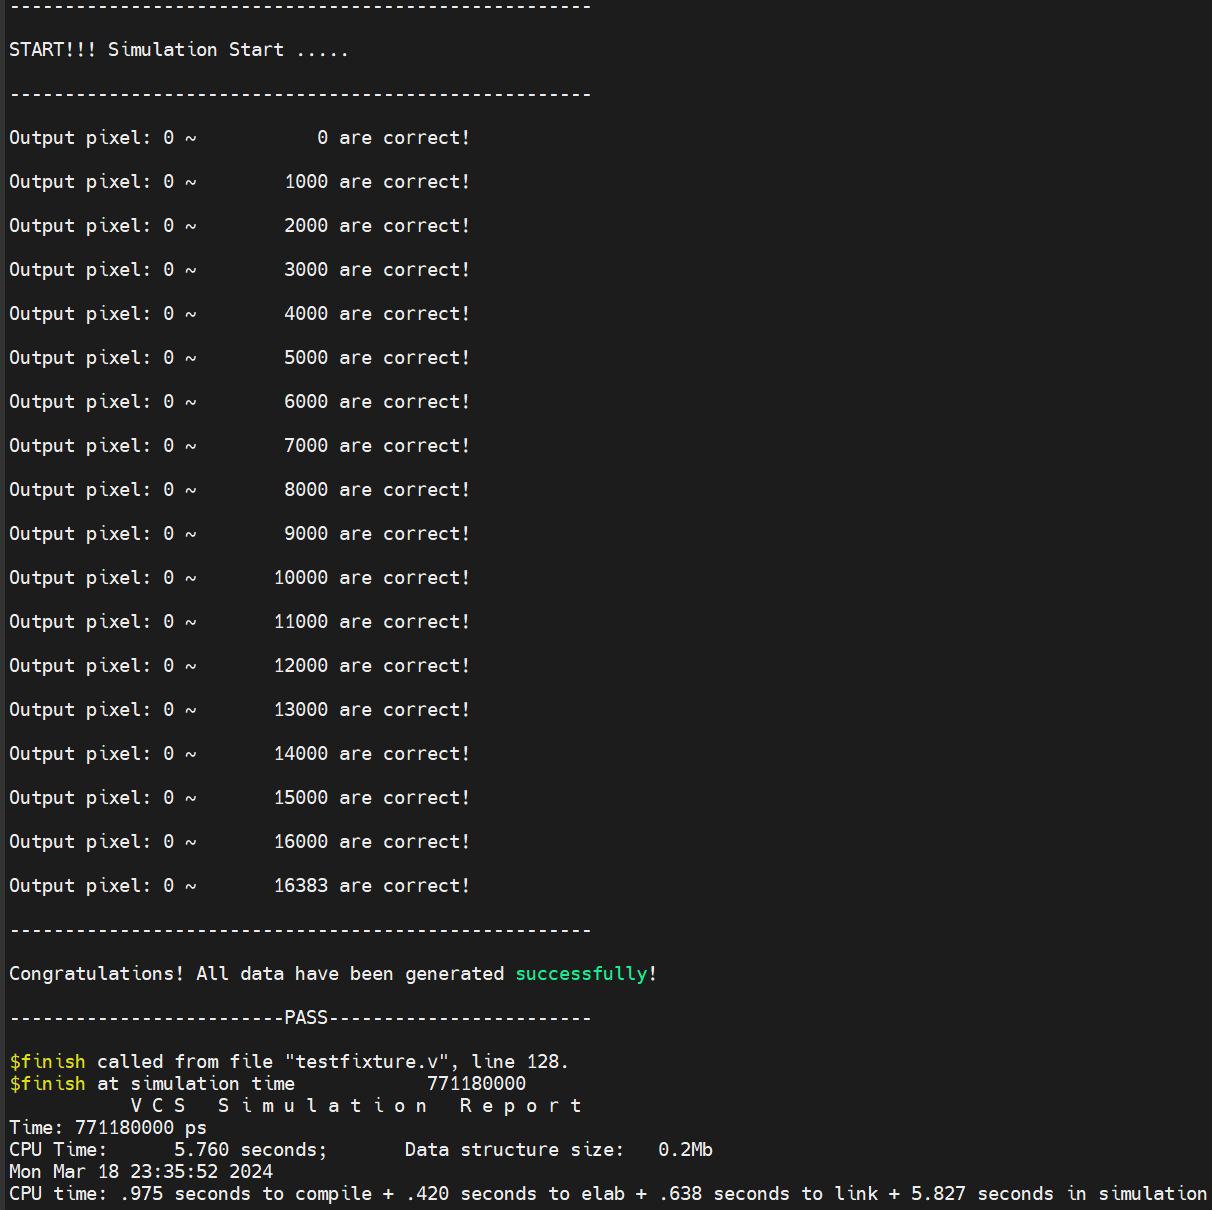 -----------------------------------------------------
START!!! Simulation Start .....
-----------------------------------------------------
Output pixel: 0 ~           0 are correct!
Output pixel: 0 ~        1000 are correct!
Output pixel: 0 ~        2000 are correct!
Output pixel: 0 ~        3000 are correct!
Output pixel: 0 ~        4000 are correct!
Output pixel: 0 ~        5000 are correct!
Output pixel: 0 ~        6000 are correct!
Output pixel: 0 ~        7000 are correct!
Output pixel: 0 ~        8000 are correct!
Output pixel: 0 ~        9000 are correct!
Output pixel: 0 ~       10000 are correct!
Output pixel: 0 ~       11000 are correct!
Output pixel: 0 ~       12000 are correct!
Output pixel: 0 ~       13000 are correct!
Output pixel: 0 ~       14000 are correct!
Output pixel: 0 ~       15000 are correct!
Output pixel: 0 ~       16000 are correct!
Output pixel: 0 ~       16383 are correct!
-----------------------------------------------------
Congratulations! All data have been generated successfully!
-------------------------PASS------------------------
$finish called from file "testfixture.v", line 128.
$finish at simulation time            771180000
           V C S   S i m u l a t i o n   R e p o r t
Time: 771180000 ps
CPU Time:      5.760 seconds;       Data structure size:   0.2Mb
Mon Mar 18 23:35:52 2024
CPU time: .975 seconds to compile + .420 seconds to elab + .638 seconds to link + 5.827 seconds in simulation